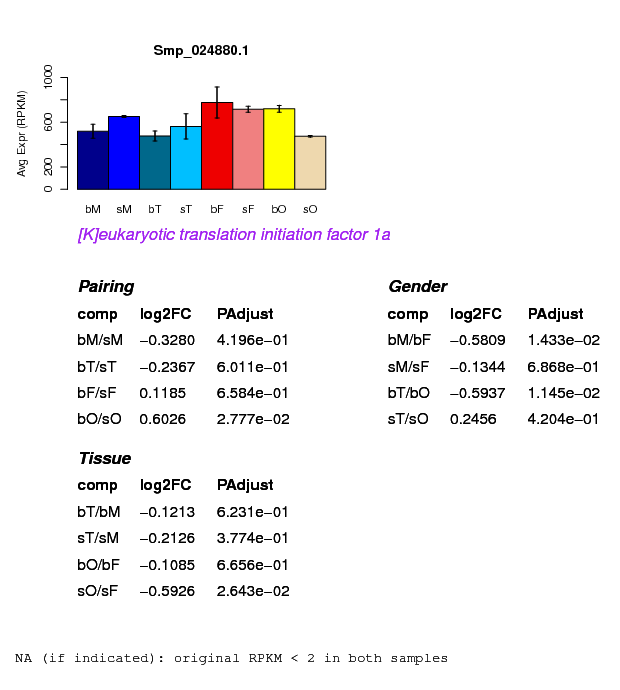 Smp_024880.1
Avg Expr (RPKM)
0 200 600 1000
bM sM bT sT bF sF bO sO
[K]eukaryotic translation initiation factor 1a
Pairing
comp log2FC PAdjust
bM/sM −0.3280 4.196e−01
bT/sT −0.2367 6.011e−01
bF/sF 0.1185 6.584e−01
bO/sO 0.6026 2.777e−02
Gender
comp log2FC PAdjust
bM/bF −0.5809 1.433e−02
sM/sF −0.1344 6.868e−01
bT/bO −0.5937 1.145e−02
sT/sO 0.2456 4.204e−01
Tissue
comp log2FC PAdjust
bT/bM −0.1213 6.231e−01
sT/sM −0.2126 3.774e−01
bO/bF −0.1085 6.656e−01
sO/sF −0.5926 2.643e−02
NA (if indicated): original RPKM < 2 in both samples